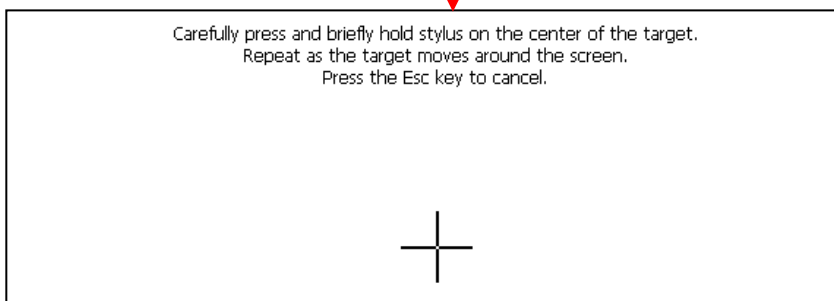 Carefully press and briefly hold stylus on the center of the target.
Repeat as the target moves around the screen.
Press the Esc key to cancel.